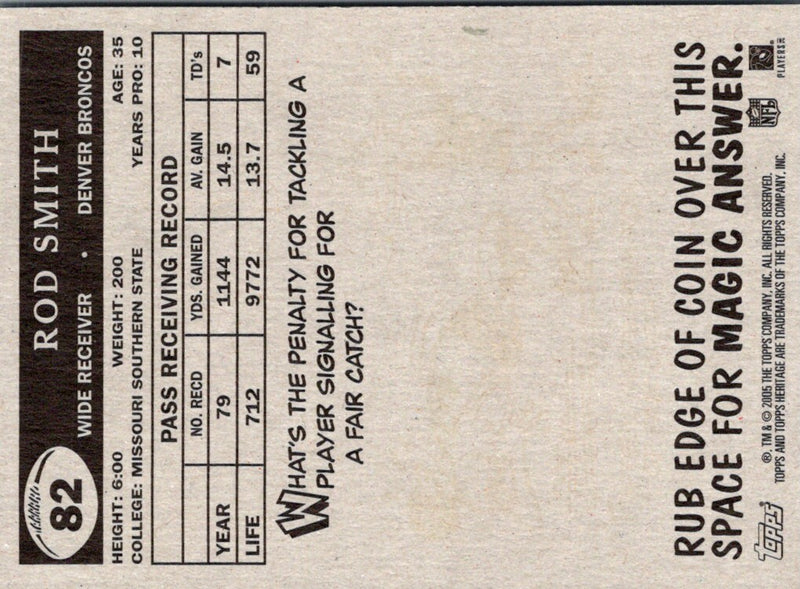 82
ROD SMITH
WIDE RECEIVER • DENVER BRONCOS
HEIGHT: 6:00 WEIGHT: 200 AGE: 35
COLLEGE: MISSOURI SOUTHERN STATE YEARS PRO: 10
PASS RECEIVING RECORD
NO. RECD YDS. GAINED AV. GAIN TD's
YEAR 79 1144 14.5 7
LIFE 712 9772 13.7 59
WHAT'S THE PENALTY FOR TACKLING A
PLAYER SIGNALLING FOR
A FAIR CATCH?
RUB EDGE OF COIN OVER THIS
SPACE FOR MAGIC ANSWER.
Topps
®, TM & © 2005 THE TOPPS COMPANY, INC. ALL RIGHTS RESERVED.
TOPPS AND TOPPS HERITAGE ARE TRADEMARKS OF THE TOPPS COMPANY, INC.
NFL
PLAYERS INC